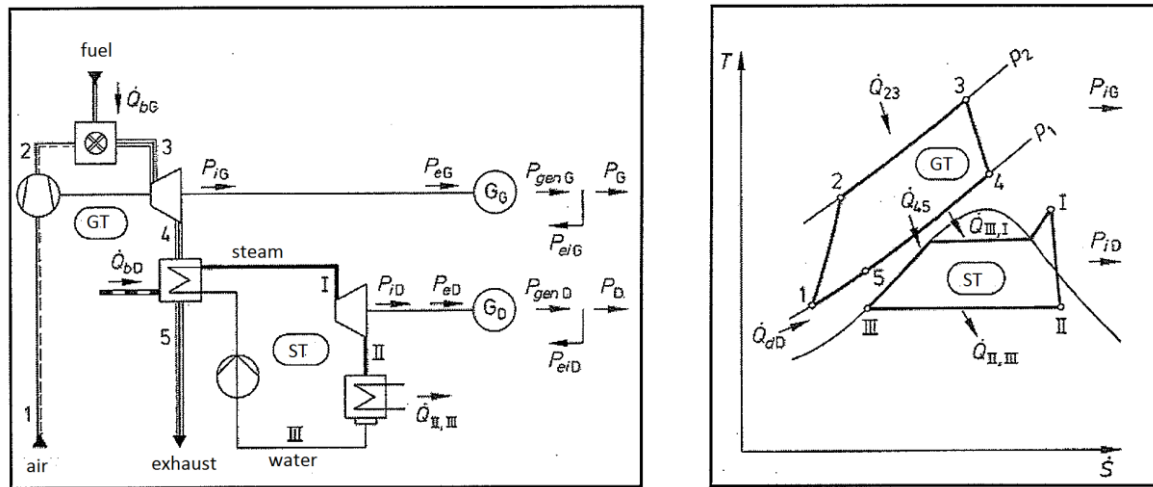 fuel
Q̇bG
2
3
PiG
PeG
GG
PgenG
PG
GT
PeiG
4
Q̇bD
steam
I
PiD
PeD
GD
PgenD
PD
5
ST
II
PeiD
1
Q̇II,III
III
air
exhaust
water
T
p2
Q̇23
3
PiG
p1
2
GT
4
Q̇45
I
Q̇III,I
PiD
5
ST
1
III
II
Q̇dD
Q̇II,III
Ṡ